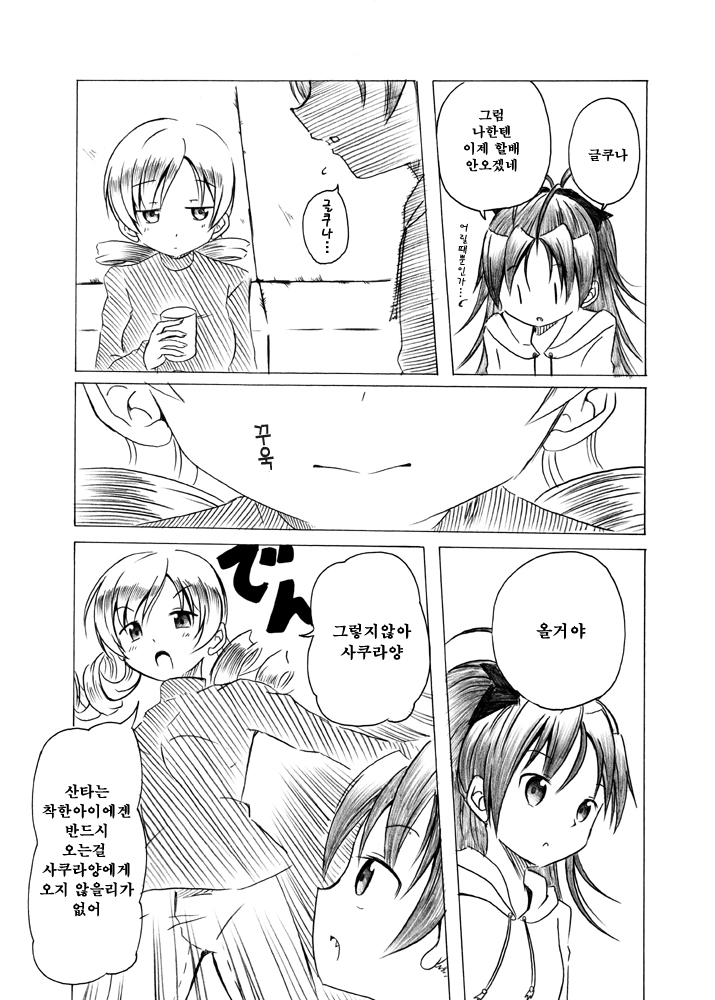 글쿠나
그럼
나한텐
이제 할배
안오겠네
어릴때뿐인가...
글쿠나...
꾸욱
올거야
그렇지않아
사쿠라양
でん
산타는
착한아이에겐
반드시
오는걸
사쿠라양에게
오지 않을리가
없어